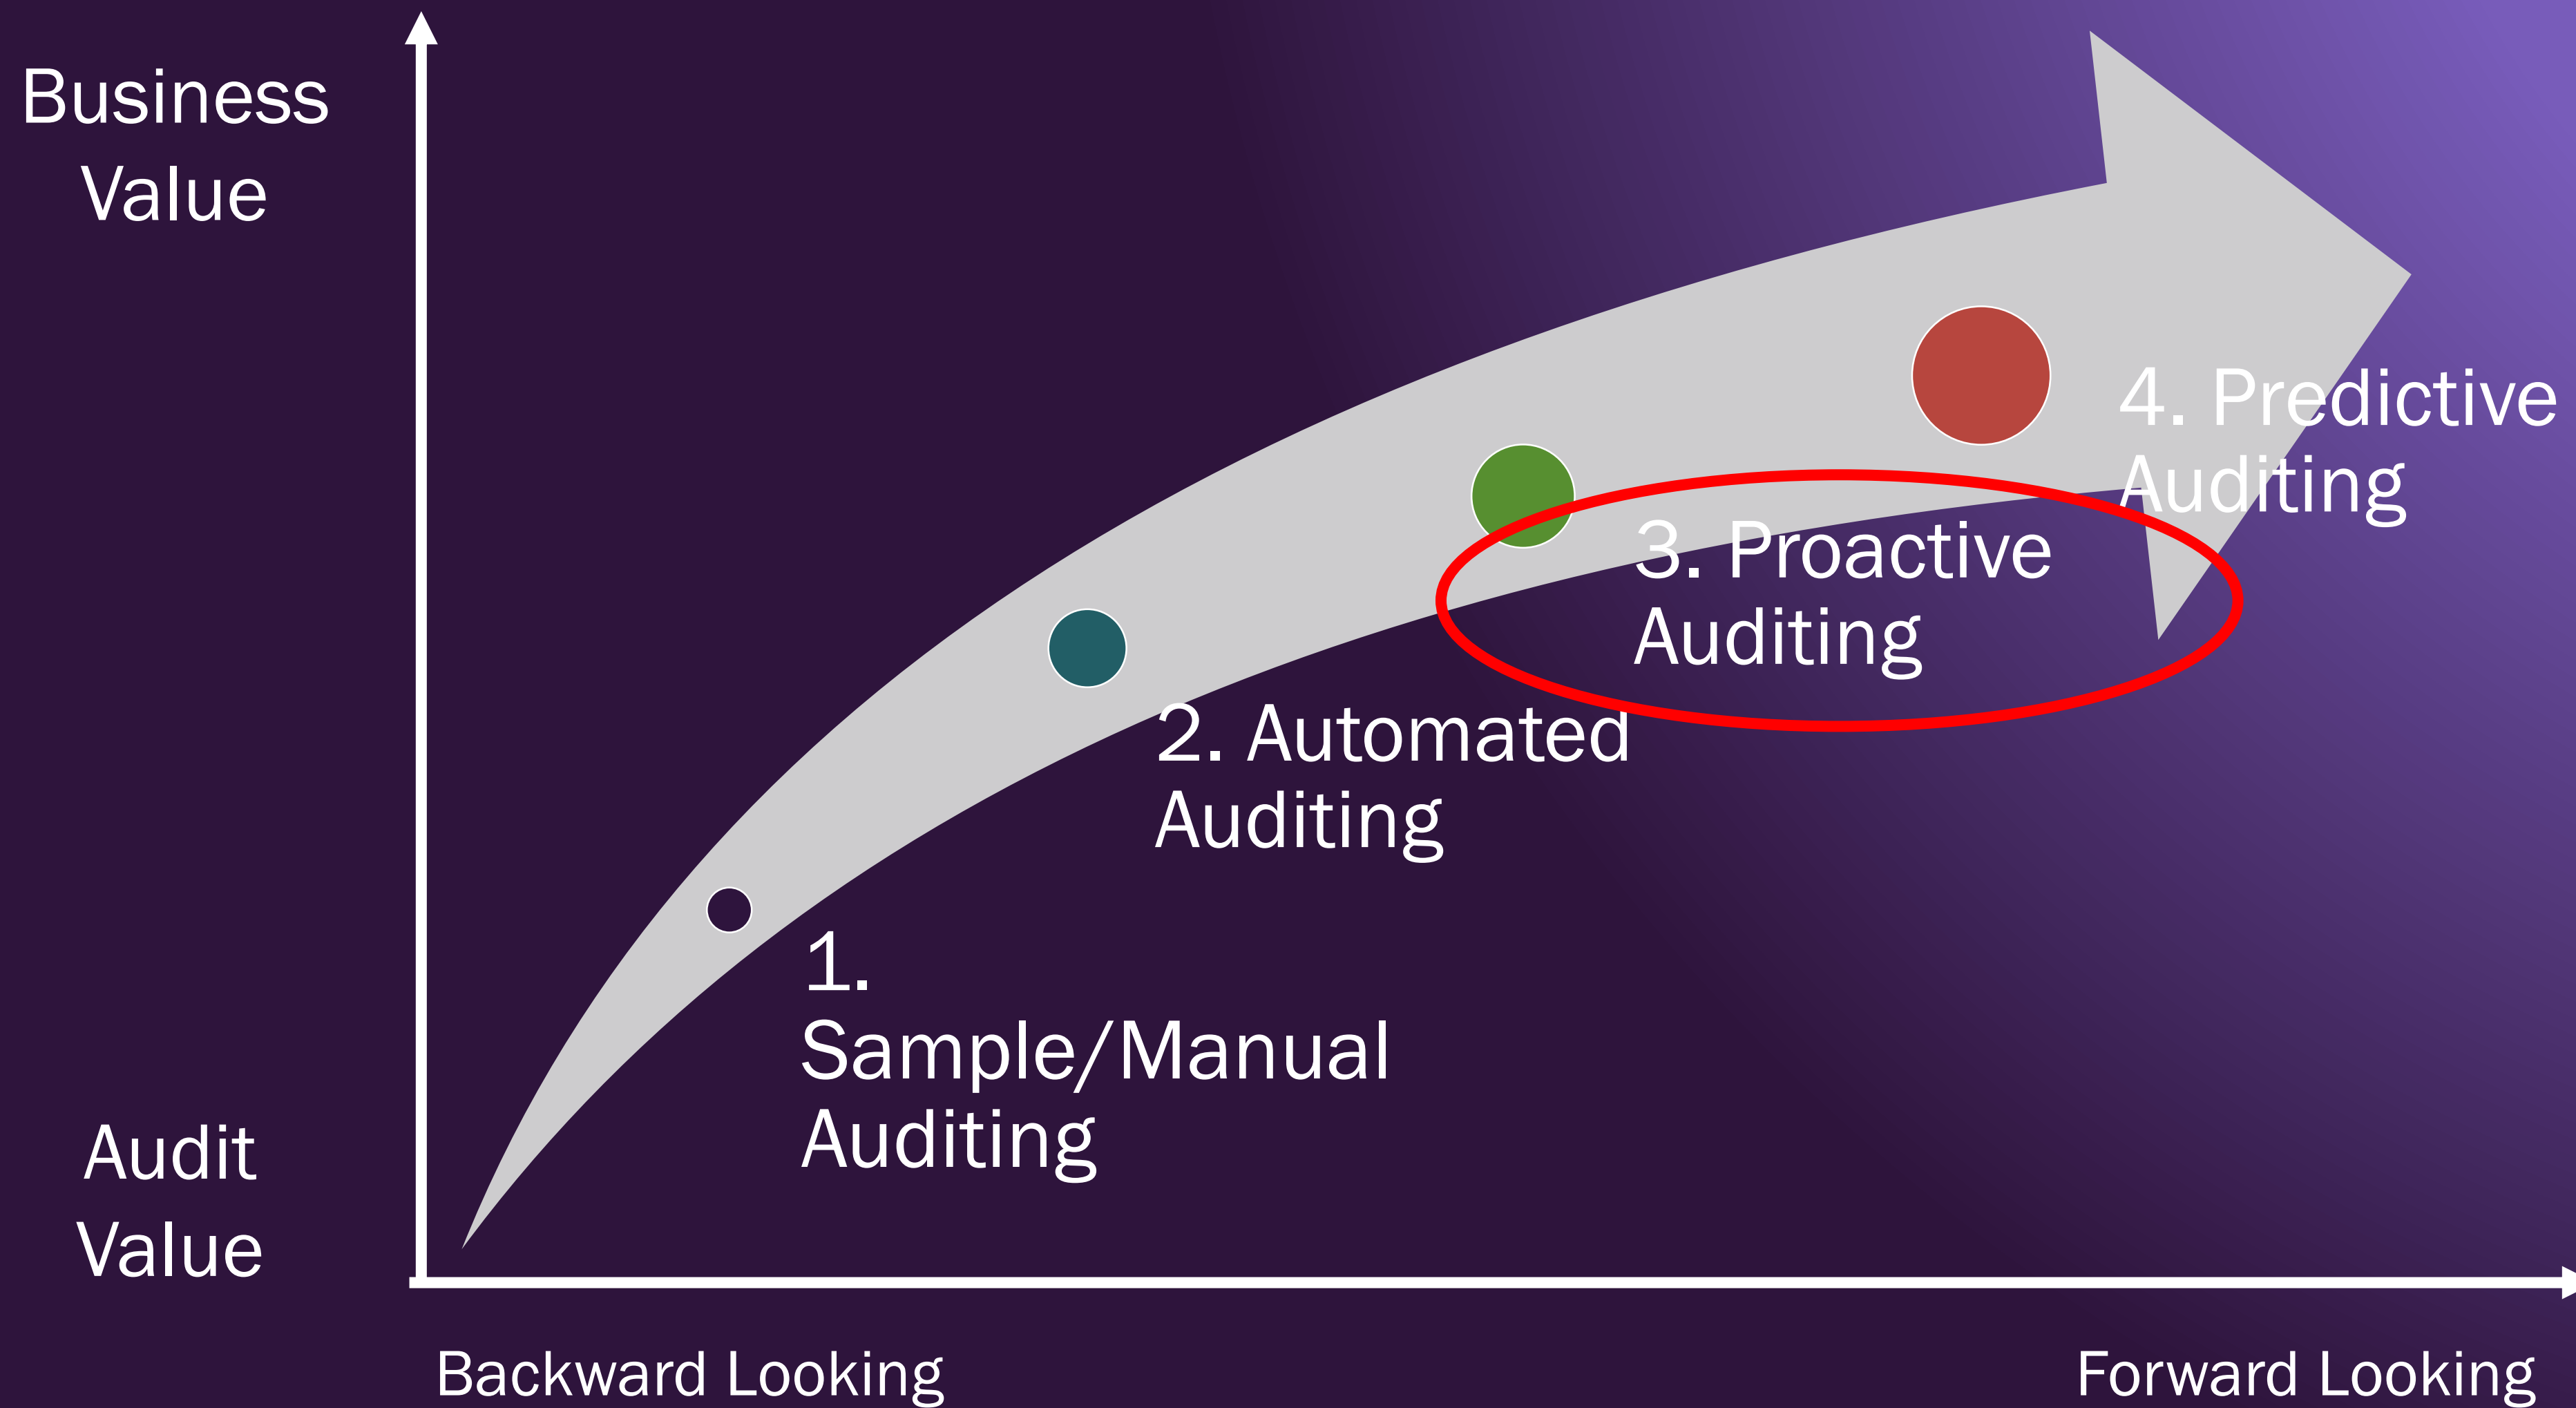 Business
Value
4. Predictive
Auditing
3. Proactive
Auditing
2. Automated
Auditing
1.
Sample/Manual
Auditing
Audit
Value
Backward Looking
Forward Looking